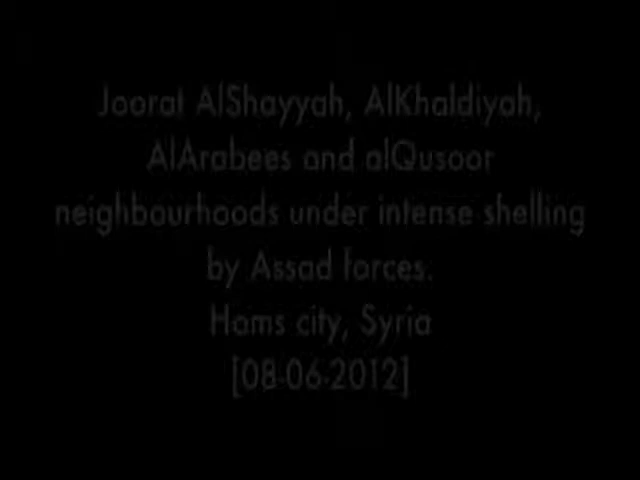 Joorat AlShayyah, AlKhaldiyah,
AlArabees and alQusoor
neighbourhoods under intense shelling
by Assad forces.
Homs city, Syria
[08-06-2012]